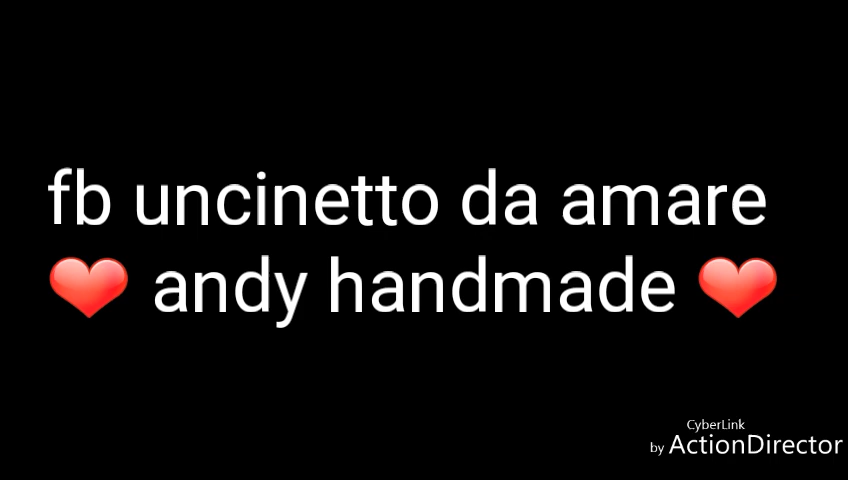 fb uncinetto da amare
❤ andy handmade ❤
CyberLink
by ActionDirector